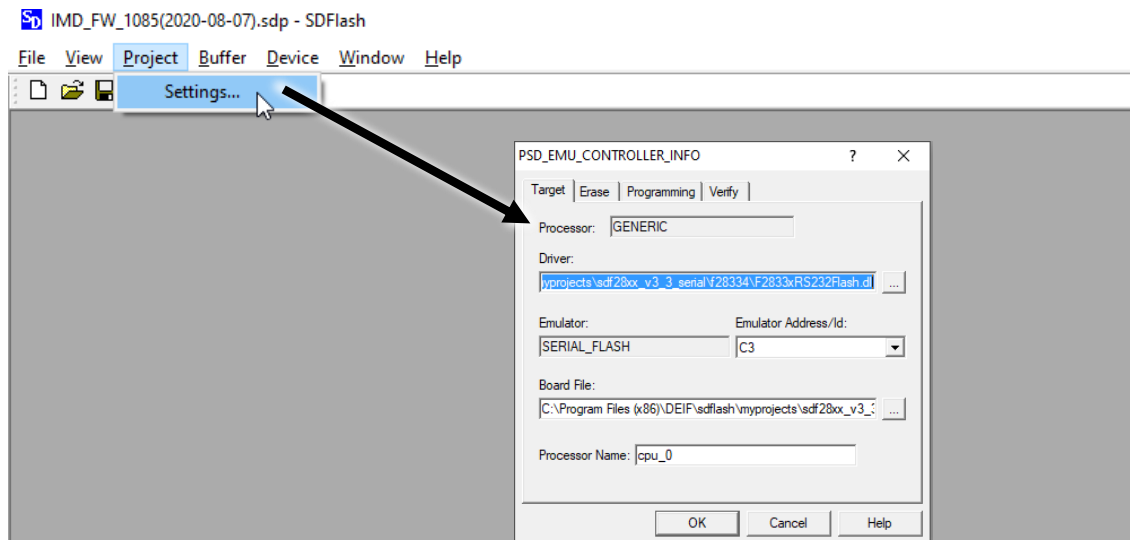 SD IMD_FW_1085(2020-08-07).sdp - SDFlash
File View Project Buffer Device Window Help
Settings...
PSD_EMU_CONTROLLER_INFO ? ×
Target Erase Programming Verify
Processor: GENERIC
Driver:
yprojects\sdf28xx_v3_3_serial\f28334\F2833xRS232Flash.dl ...
Emulator: Emulator Address/Id:
SERIAL_FLASH C3
Board File:
C:\Program Files (x86)\DEIF\sdflash\myprojects\sdf28xx_v3_3 ...
Processor Name: cpu_0
OK Cancel Help